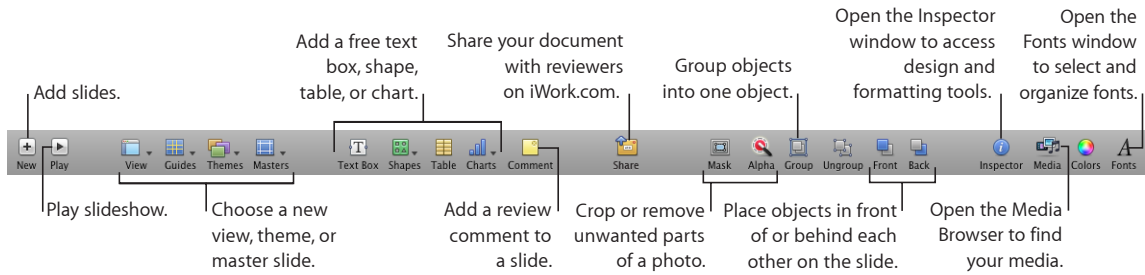 Add slides.
Add a free text
box, shape,
table, or chart.
Share your document
with reviewers
on iWork.com.
Group objects
into one object.
Open the Inspector
window to access
design and
formatting tools.
Open the
Fonts window
to select and
organize fonts.
New Play View Guides Themes Masters Text Box Shapes Table Charts Comment Share Mask Alpha Group Ungroup Front Back Inspector Media Colors Fonts
Play slideshow.
Choose a new
view, theme, or
master slide.
Add a review
comment to
a slide.
Crop or remove
unwanted parts
of a photo.
Place objects in front
of or behind each
other on the slide.
Open the Media
Browser to find
your media.